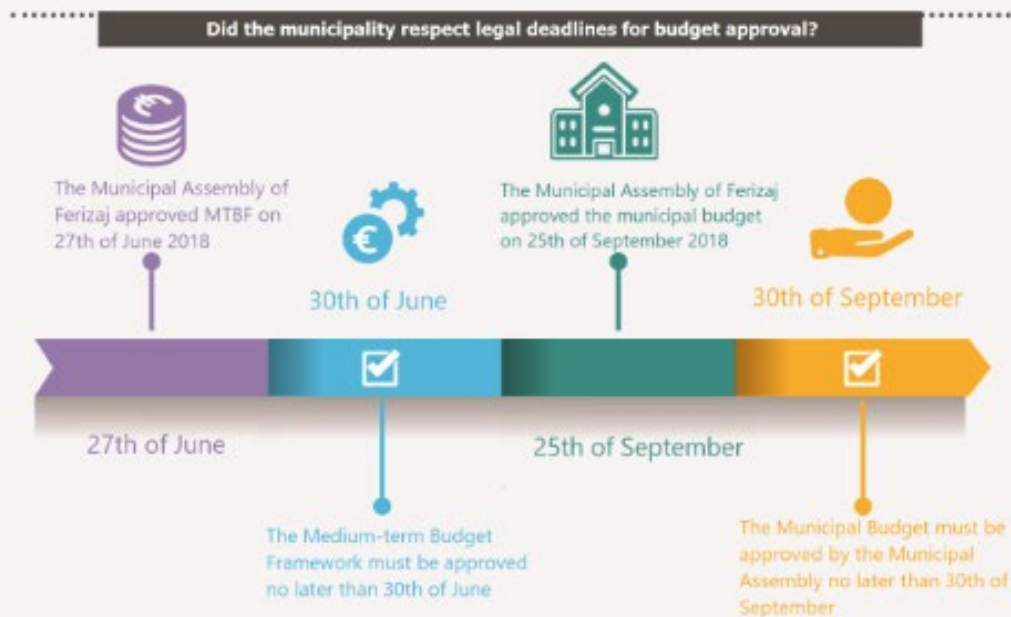 Did the municipality respect legal deadlines for budget approval?
The Municipal Assembly of
Ferizaj approved MTBF on
27th of June 2018
30th of June
The Municipal Assembly of Ferizaj
approved the municipal budget
on 25th of September 2018
30th of September
27th of June
25th of September
The Medium-term Budget
Framework must be approved
no later than 30th of June
The Municipal Budget must be
approved by the Municipal
Assembly no later than 30th of
September